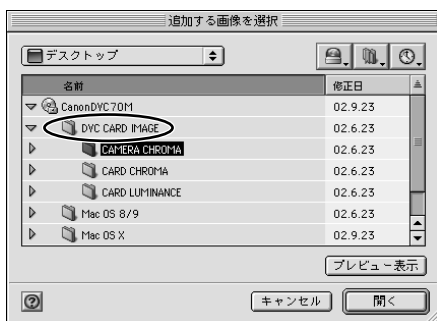 追加する画像を選択
デスクトップ
名前 修正日
CanonDVC70M 02.9.23
DVC CARD IMAGE 02.6.23
CAMERA CHROMA 02.6.23
CARD CHROMA 02.6.23
CARD LUMINANCE 02.6.23
Mac OS 8/9 02.6.23
Mac OS X 02.9.23
プレビュー表示
? キャンセル 開く